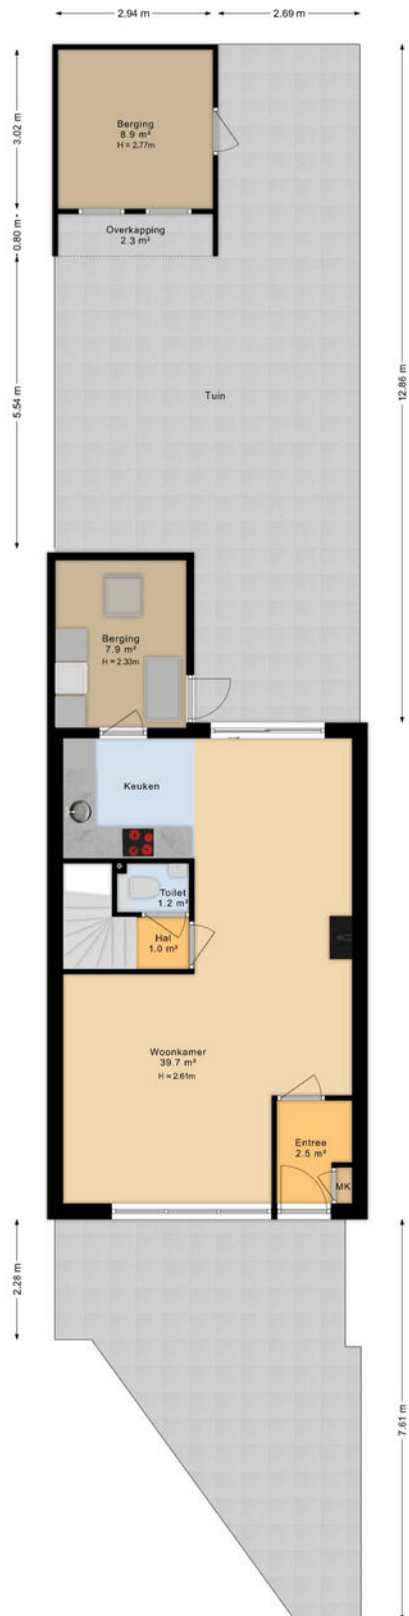 2.94 m
2.69 m
3.02 m
Berging
8.9 m²
H = 2.77m
0.80 m
Overkapping
2.3 m²
5.54 m
12.86 m
Tuin
Berging
7.9 m²
H = 2.33m
Keuken
Toilet
1.2 m²
Hal
1.0 m²
Woonkamer
39.7 m²
H = 2.61m
Entree
2.5 m²
MK
2.28 m
7.61 m